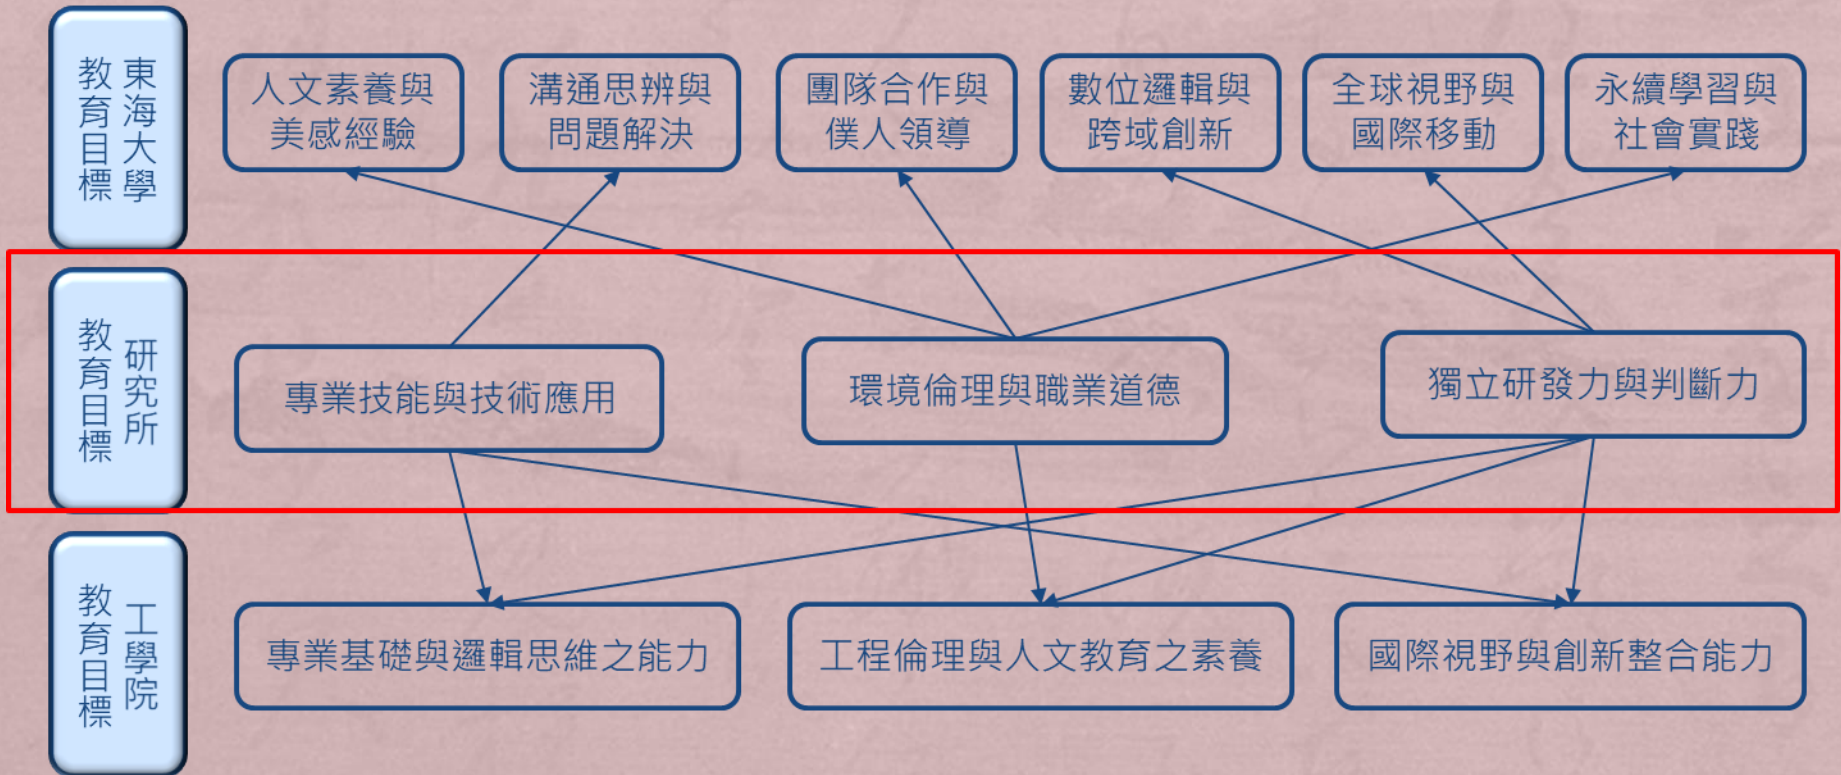 東海大學
教育目標
人文素養與
美感經驗
溝通思辨與
問題解決
團隊合作與
僕人領導
數位邏輯與
跨域創新
全球視野與
國際移動
永續學習與
社會實踐
研究所
教育目標
專業技能與技術應用
環境倫理與職業道德
獨立研發力與判斷力
工學院
教育目標
專業基礎與邏輯思維之能力
工程倫理與人文教育之素養
國際視野與創新整合能力